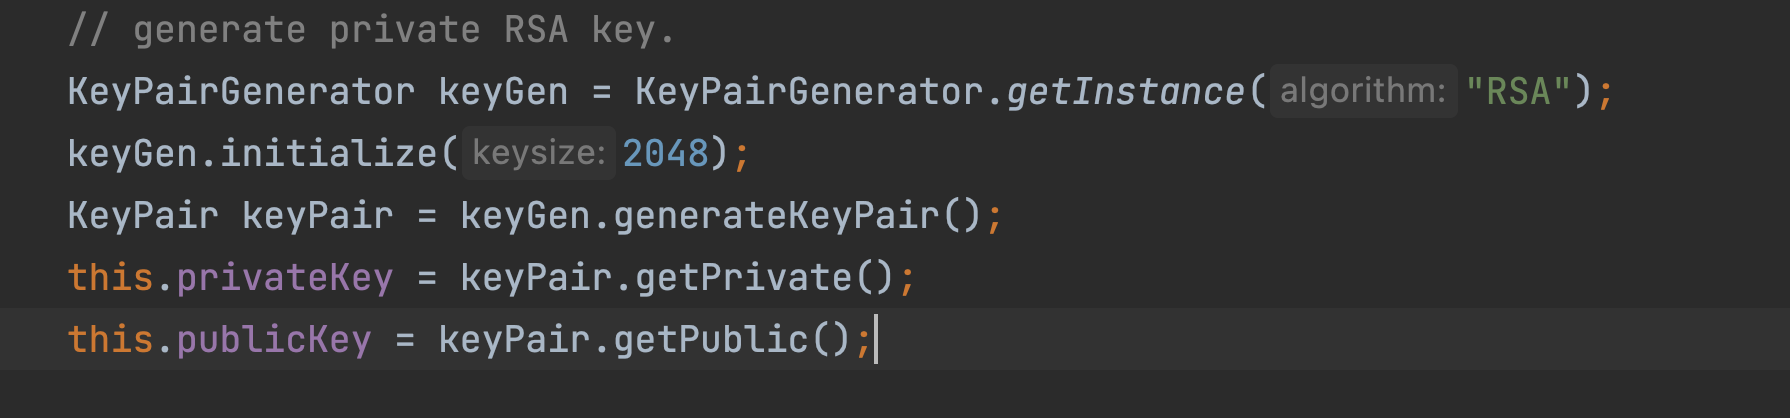 // generate private RSA key.
KeyPairGenerator keyGen = KeyPairGenerator.getInstance( algorithm: "RSA");
keyGen.initialize( keysize: 2048);
KeyPair keyPair = keyGen.generateKeyPair();
this.privateKey = keyPair.getPrivate();
this.publicKey = keyPair.getPublic();